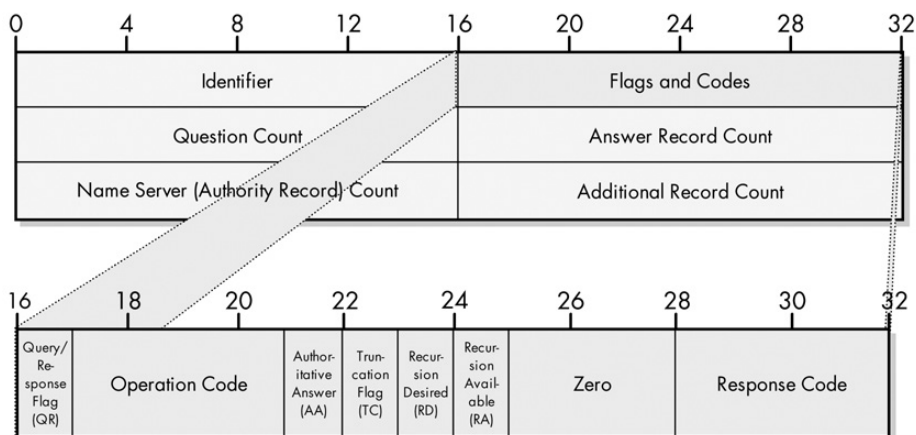 0 4 8 12 16 20 24 28 32
Identifier Flags and Codes
Question Count Answer Record Count
Name Server (Authority Record) Count Additional Record Count
16 18 20 22 24 26 28 30 32
Query/
Re-
sponse
Flag
(QR)
Operation Code
Author-
itative
Answer
(AA)
Trun-
cation
Flag
(TC)
Recur-
sion
Desired
(RD)
Recur-
sion
Avail-
able
(RA)
Zero
Response Code